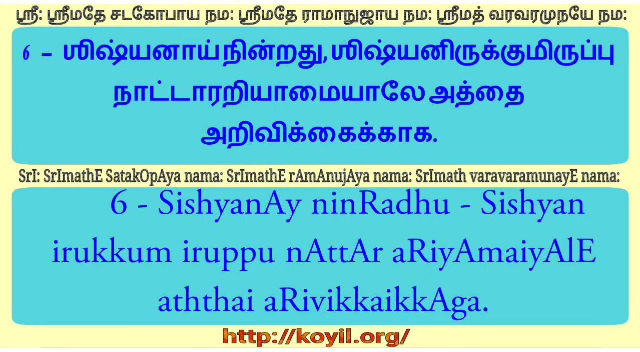 ஸ்ரீ: ஸ்ரீமதே சடகோபாய நம: ஸ்ரீமதே ராமாநுஜாய நம: ஸ்ரீமத் வரவரமுநயே நம:
6 – ஶிஷ்யனாய் நின்றது, ஶிஷ்யனிருக்குமிருப்பு
நாட்டாரறியாமையாலே அத்தை
அறிவிக்கைக்காக.
SrI: SrImathE SatakOpAya nama: SrImathE rAmAnujAya nama: SrImath varavaramunayE nama:
6 - SishyanAy ninRadhu - Sishyan
irukkum iruppu nAttAr aRiyAmaiyAlE
aththai aRivikkaikkAga.
http://koyil.org/